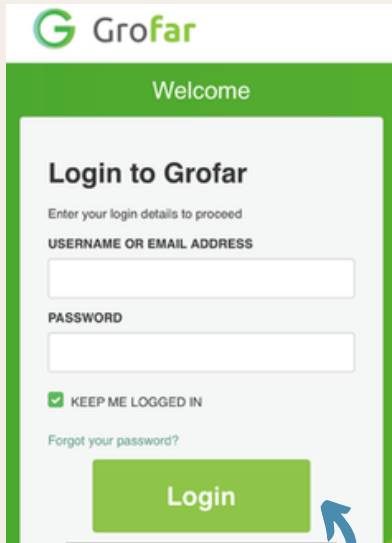 Grofar
Welcome
Login to Grofar
Enter your login details to proceed
USERNAME OR EMAIL ADDRESS
PASSWORD
KEEP ME LOGGED IN
Forgot your password?
Login